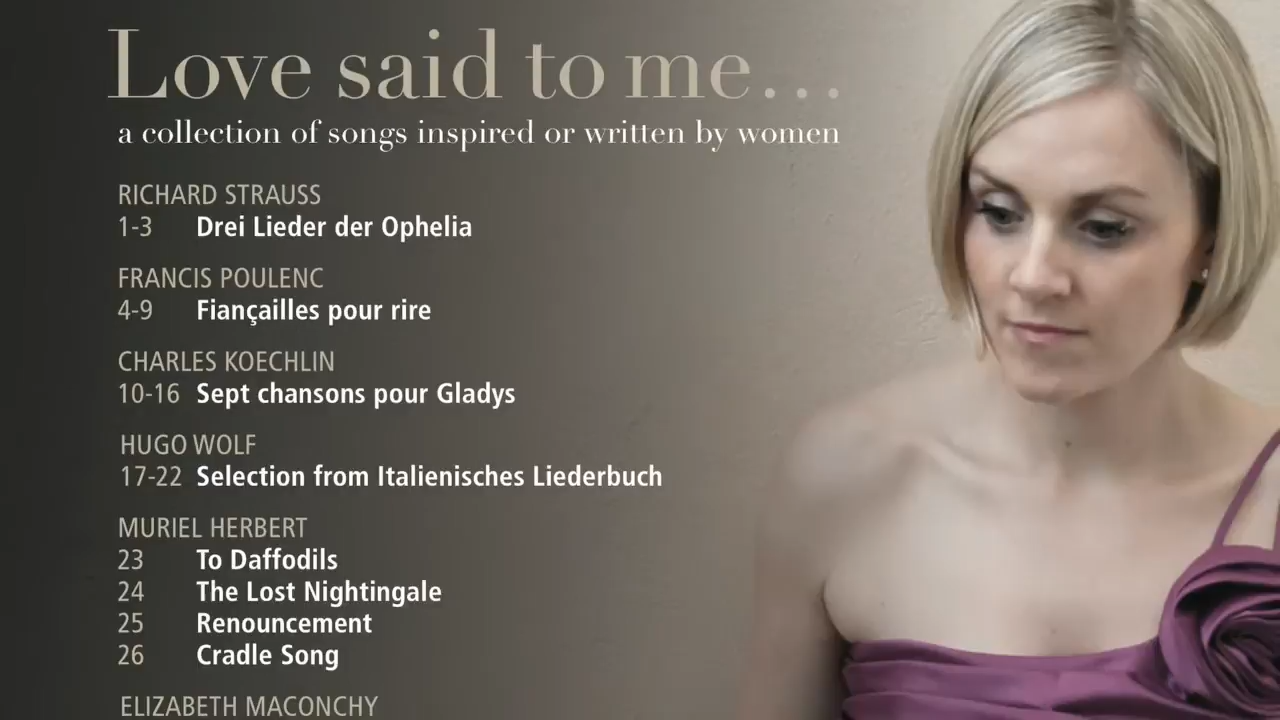 Love said to me...
a collection of songs inspired or written by women
RICHARD STRAUSS
1-3 Drei Lieder der Ophelia
FRANCIS POULENC
4-9 Fiançailles pour rire
CHARLES KOECHLIN
10-16 Sept chansons pour Gladys
HUGO WOLF
17-22 Selection from Italienisches Liederbuch
MURIEL HERBERT
23 To Daffodils
24 The Lost Nightingale
25 Renouncement
26 Cradle Song
ELIZABETH MACONCHY